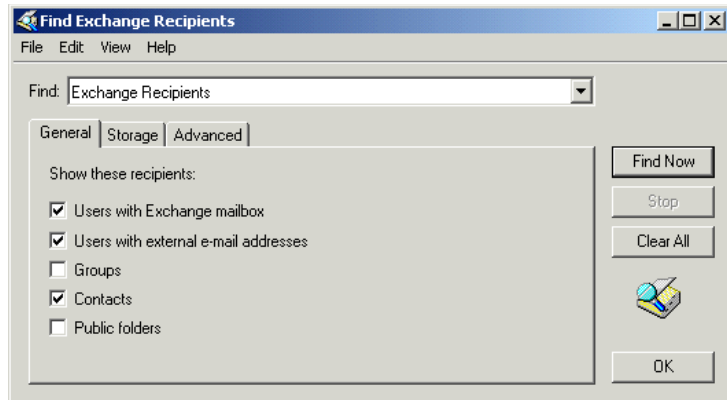 Find Exchange Recipients
File Edit View Help
Find: Exchange Recipients
General Storage Advanced
Show these recipients:
Users with Exchange mailbox
Users with external e-mail addresses
Groups
Contacts
Public folders
Find Now
Stop
Clear All
OK